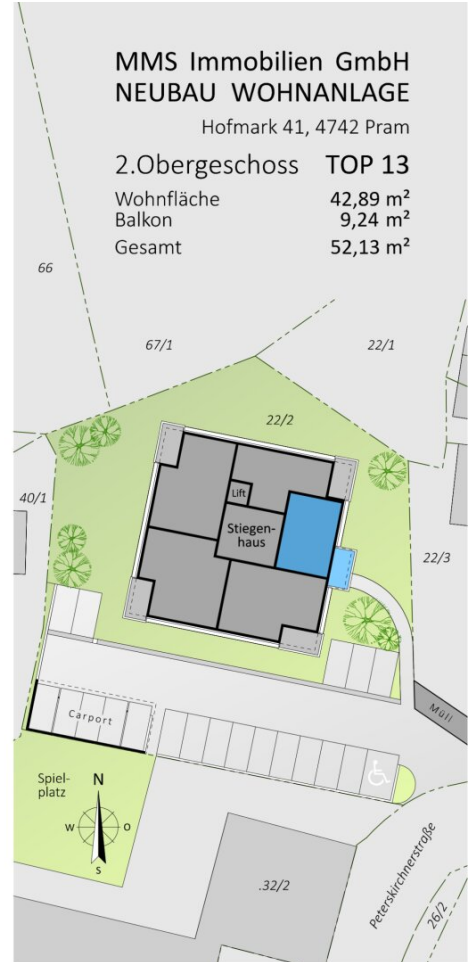 MMS Immobilien GmbH
NEUBAU WOHNANLAGE
Hofmark 41, 4742 Pram
2.Obergeschoss TOP 13
Wohnfläche 42,89 m²
Balkon 9,24 m²
Gesamt 52,13 m²
66
67/1
22/1
22/2
40/1
Lift
Stiegen-
haus
22/3
Müll
Carport
Spiel-
platz
N
W O
S
.32/2
Peterskirchnerstraße
26/2